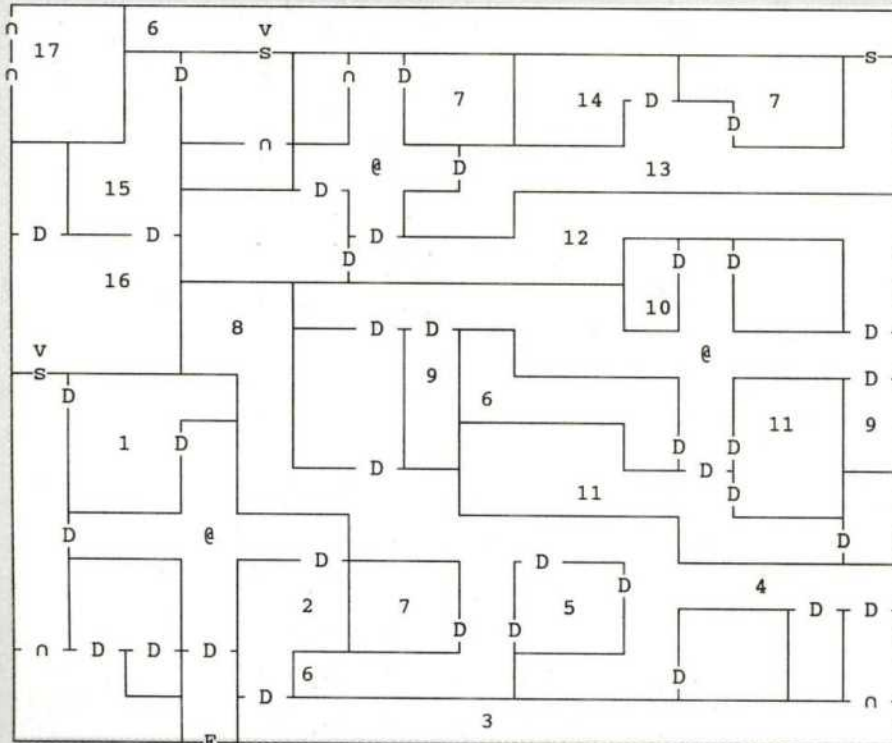 6 V
∩ 17 S S
∩ D ∩ D
7 14 D 7
D
∩
@ D 13
15 D
D D D 12
D D D
16
10
8 D D D
V @
S 9 D
D 6
1 D 11 9
D D
D D
11 D
D @ D
D D 4
D
2 7 5 D D
D D
∩ D D D
6 D
D ∩
3
E